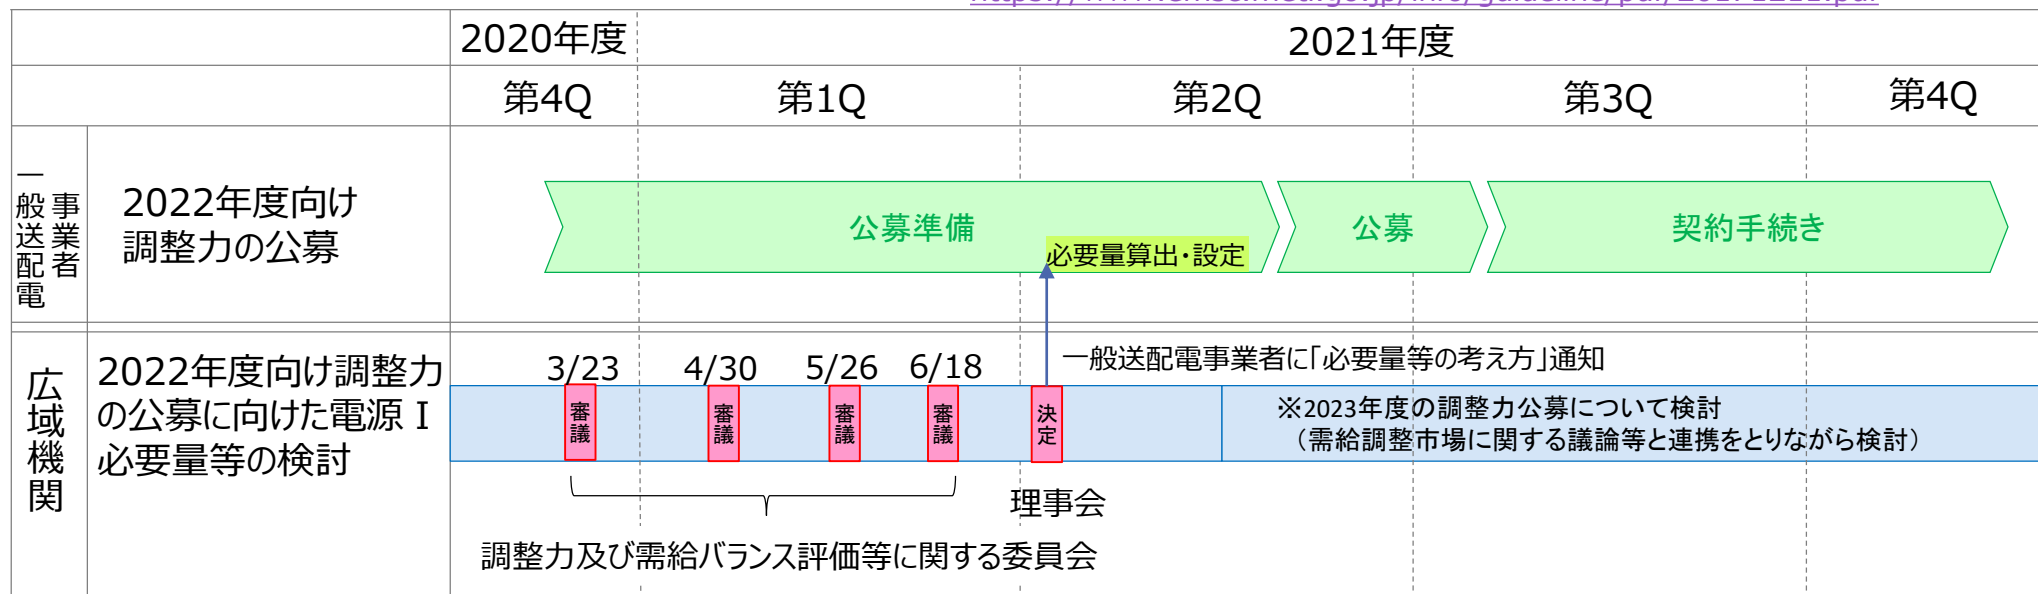 2020年度
2021年度
第4Q
第1Q
第2Q
第3Q
第4Q
一般送配電
事業者
2022年度向け
調整力の公募
公募準備
必要量算出・設定
公募
契約手続き
広域機関
2022年度向け調整力
の公募に向けた電源Ⅰ
必要量等の検討
3/23
4/30
5/26
6/18
一般送配電事業者に「必要量等の考え方」通知
審議
審議
審議
審議
決定
※2023年度の調整力公募について検討
（需給調整市場に関する議論等と連携をとりながら検討）
理事会
調整力及び需給バランス評価等に関する委員会